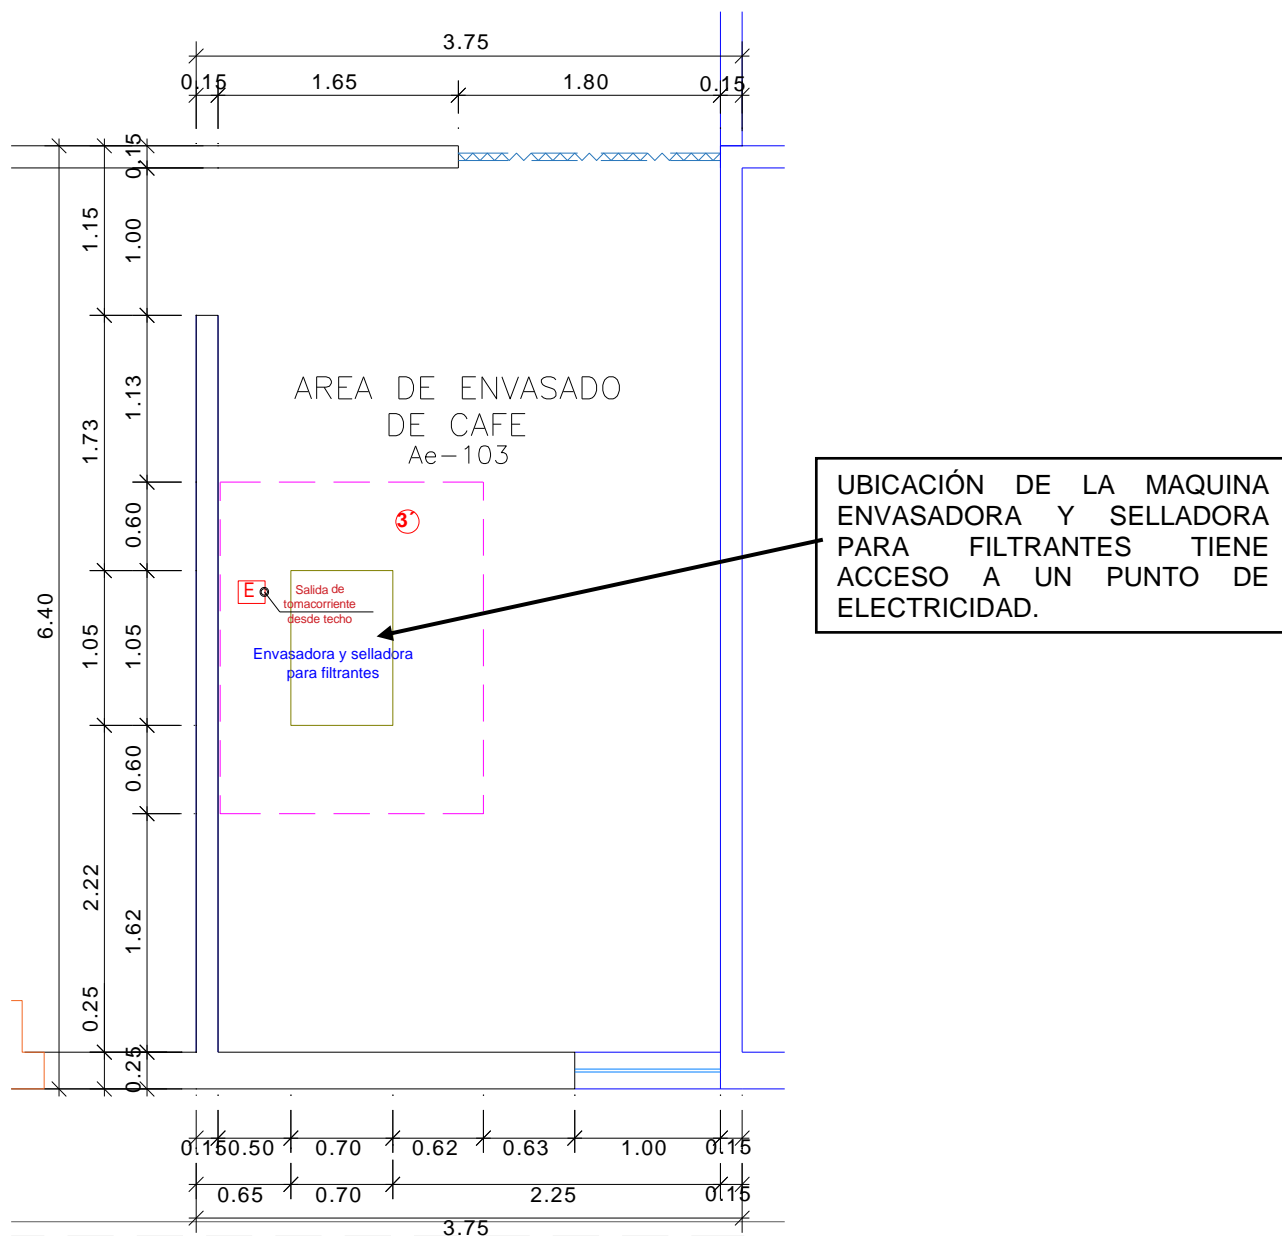 3.75
0.15 1.65 1.80 0.15
0.15
1.15
1.00
AREA DE ENVASADO
DE CAFE
Ae-103
1.13
1.73
UBICACIÓN DE LA MAQUINA
ENVASADORA Y SELLADORA
PARA FILTRANTES TIENE
ACCESO A UN PUNTO DE
ELECTRICIDAD.
0.60
3´
E
Salida de
tomacorriente
desde techo
6.40
1.05
1.05
Envasadora y selladora
para filtrantes
0.60
2.22
1.62
0.25
0.25
0.15 0.50 0.70 0.62 0.63 1.00 0.15
0.65 0.70 2.25 0.15
3.75